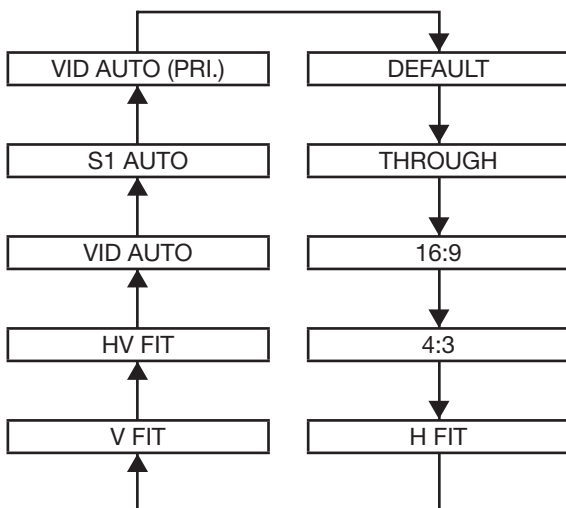 VID AUTO (PRI.)
S1 AUTO
VID AUTO
HV FIT
V FIT
DEFAULT
THROUGH
16:9
4:3
H FIT